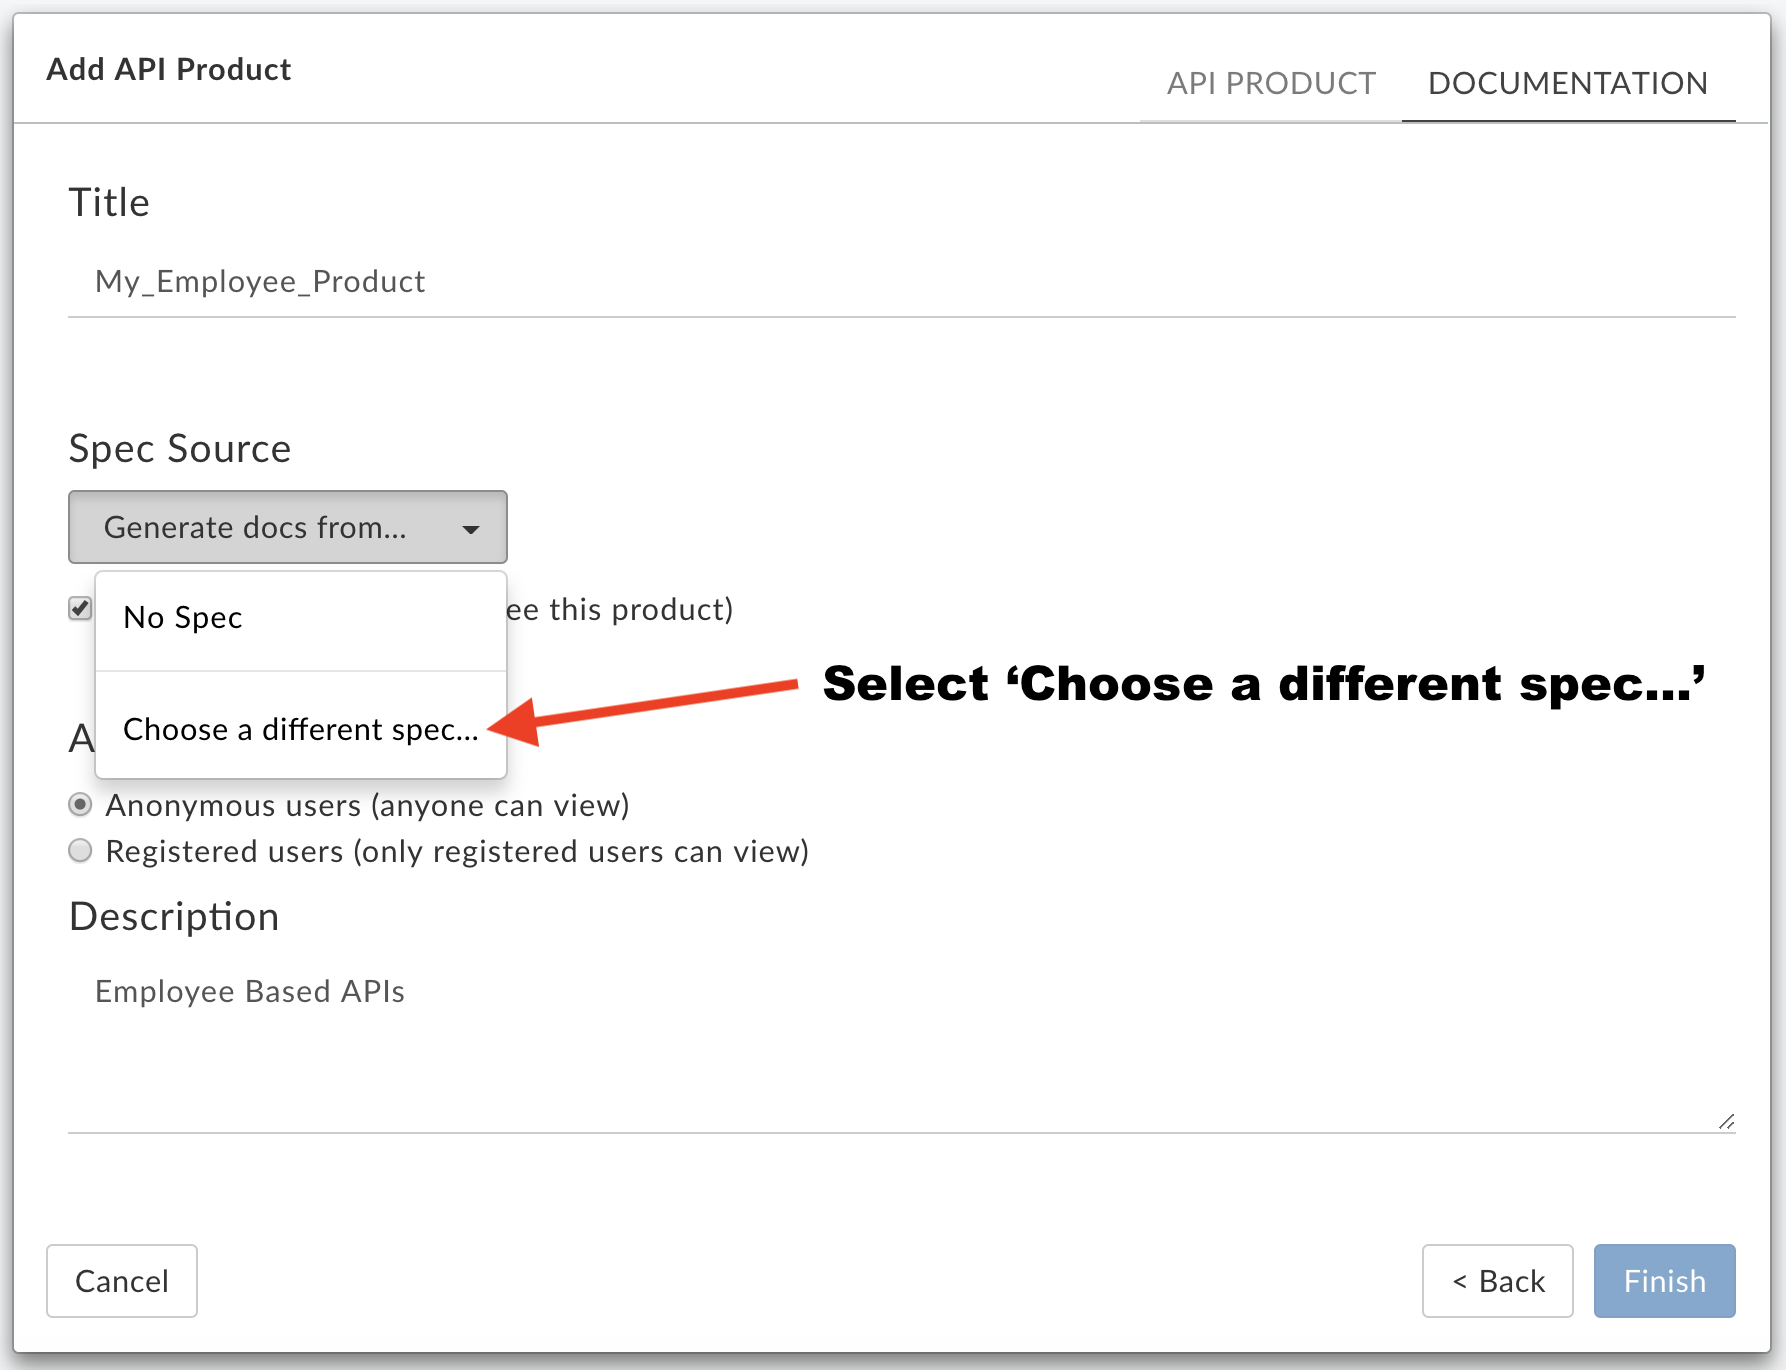 Add API Product
API PRODUCT
DOCUMENTATION
Title
My_Employee_Product
Spec Source
Generate docs from...
No Spec
ee this product)
Select ‘Choose a different spec...’
Choose a different spec...
A
Anonymous users (anyone can view)
Registered users (only registered users can view)
Description
Employee Based APIs
Cancel
< Back
Finish